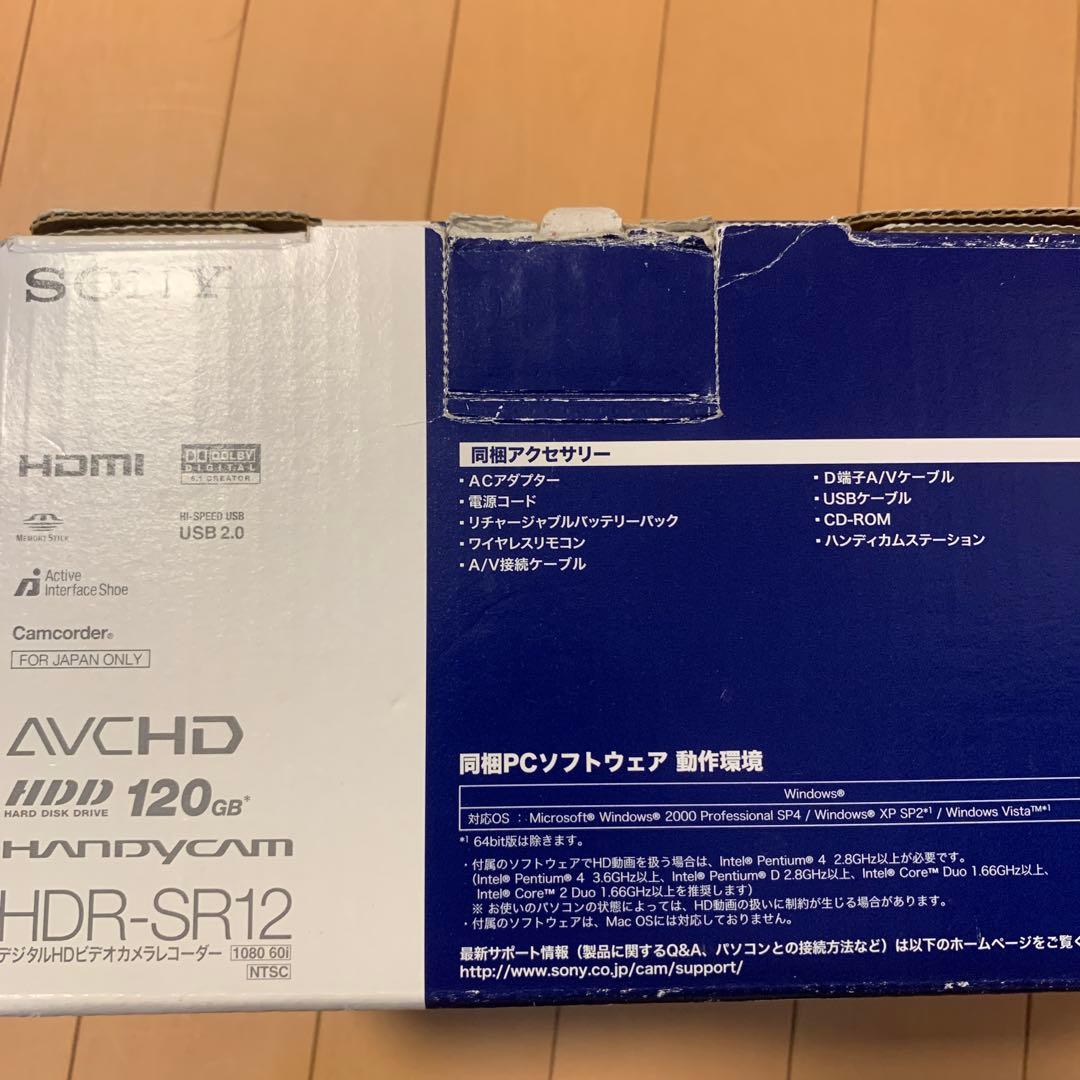 SONY
HDMI
DOLBY
DIGITAL
5.1 CREATOR
MEMORY STICK
HI-SPEED USB
USB 2.0
Active
Interface Shoe
Camcorder®
FOR JAPAN ONLY
AVCHD
HDD 120GB*
HARD DISK DRIVE
HANDYCAM
HDR-SR12
デジタルHDビデオカメラレコーダー 1080 60i
NTSC
同梱アクセサリー
・ACアダプター
・電源コード
・リチャージャブルバッテリーパック
・ワイヤレスリモコン
・A/V接続ケーブル
・D端子A/Vケーブル
・USBケーブル
・CD-ROM
・ハンディカムステーション
同梱PCソフトウェア 動作環境
Windows®
対応OS : Microsoft® Windows® 2000 Professional SP4 / Windows® XP SP2*1 / Windows Vista™*1
*1 64bit版は除きます。
・付属のソフトウェアでHD動画を扱う場合は、Intel® Pentium® 4 2.8GHz以上が必要です。
(Intel® Pentium® 4 3.6GHz以上、Intel® Pentium® D 2.8GHz以上、Intel® Core™ Duo 1.66GHz以上、
Intel® Core™ 2 Duo 1.66GHz以上を推奨します)
※ お使いのパソコンの状態によっては、HD動画の扱いに制約が生じる場合があります。
・付属のソフトウェアは、Mac OSには対応しておりません。
最新サポート情報（製品に関するQ&A、パソコンとの接続方法など）は以下のホームページをご覧く
http://www.sony.co.jp/cam/support/